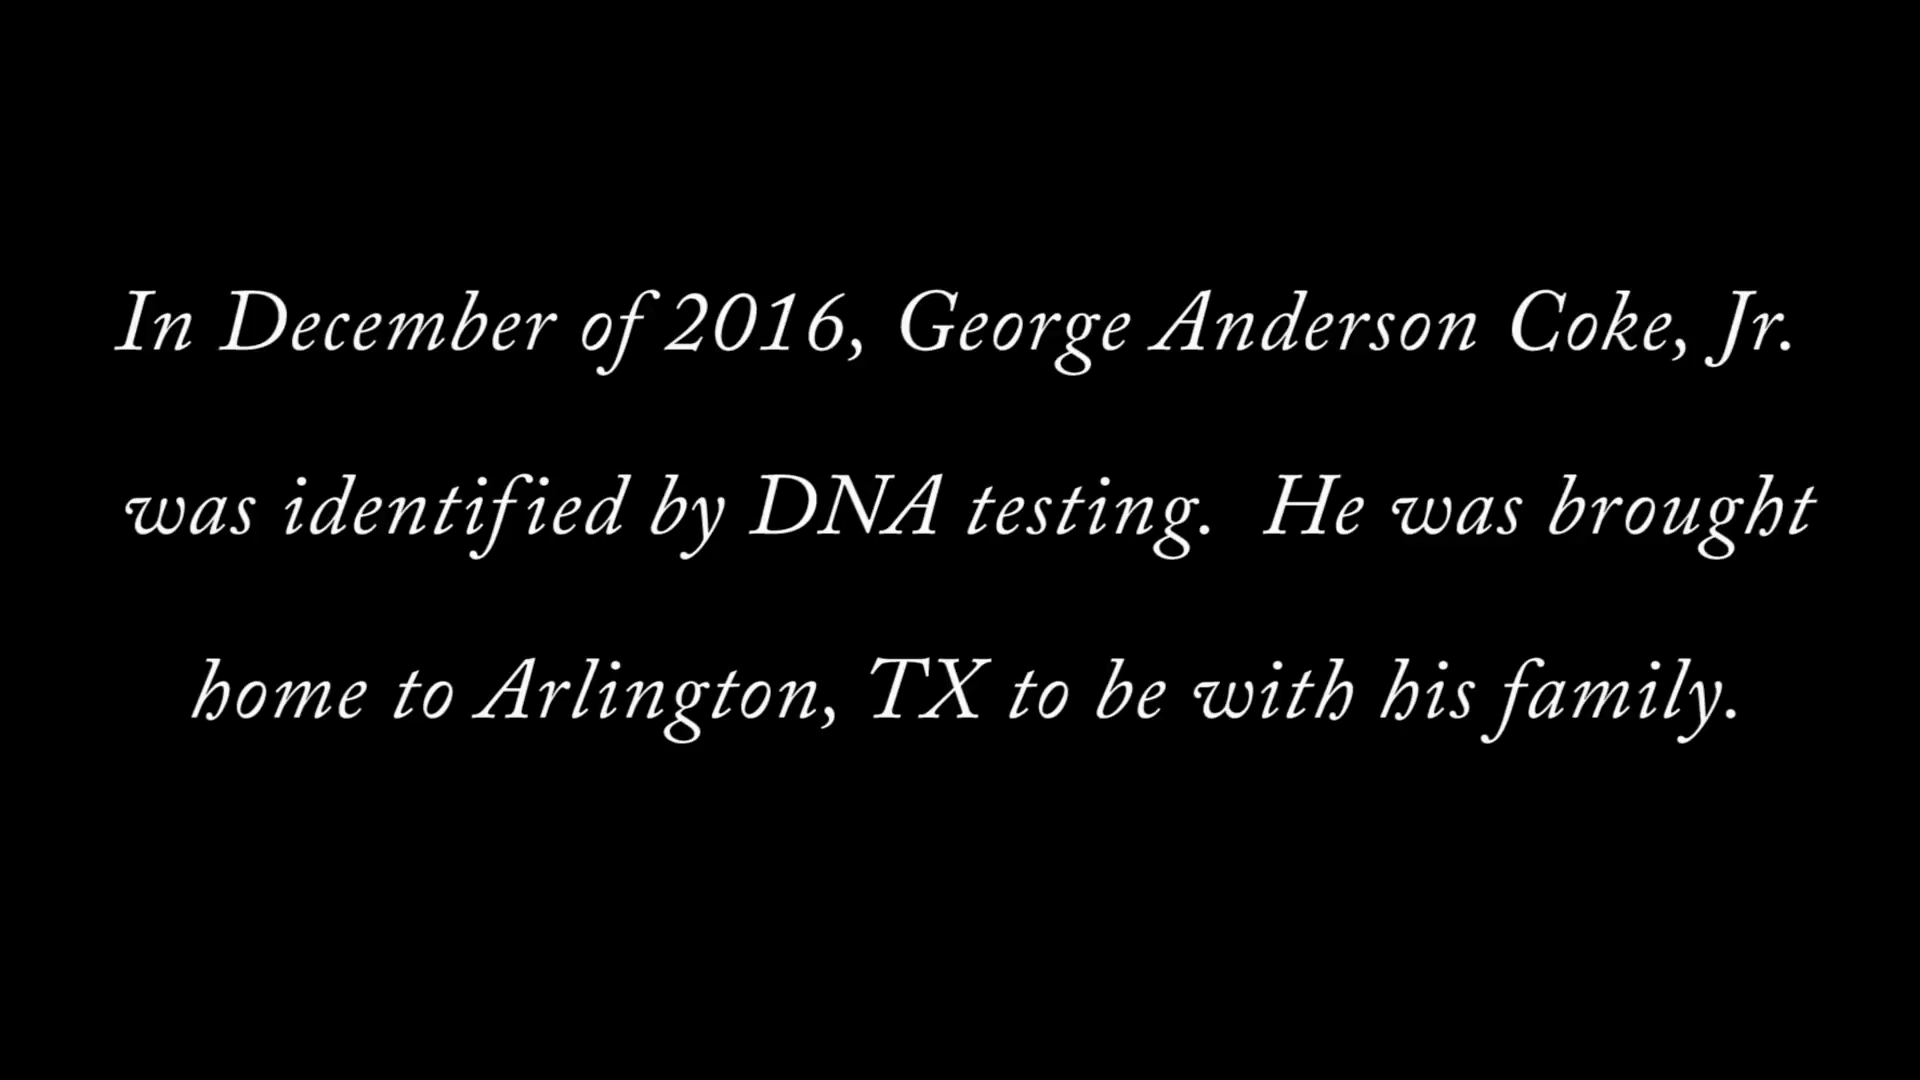 In December of 2016, George Anderson Coke, Jr.
was identified by DNA testing.  He was brought
home to Arlington, TX to be with his family.